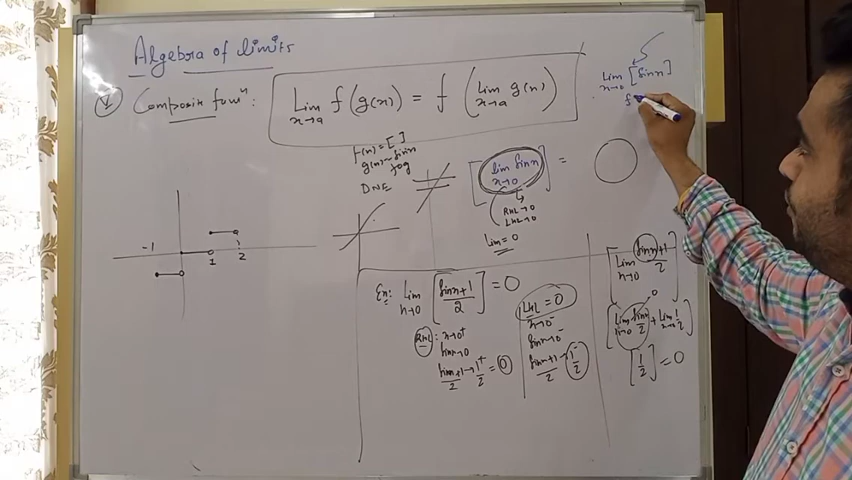 Algebra of limits
V Composite funⁿ :
Lim x→a f(g(x)) = f( Lim x→a g(x) )
Lim x→0 [sinx]
f
f(x) = [ ]
g(x) ~ sinx
fog
DNE
[ lim x→0 sinx ] =
RHL→0
LHL→0
Lim = 0
-1
1
2
Ex: Lim x→0 [ (sinx+1)/2 ] = 0
RHL : x→0⁺
sinx→0
(sinx+1)/2 → 1⁺/2 = 0
LHL = 0
x→0⁻
sinx→0⁻
(sinx+1)/2 → 1⁻/2
[ Lim x→0 (sinx+1)/2 ]
0
[ Lim x→0 sinx/2 + Lim x→0 1/2 ]
[ 1/2 ] = 0